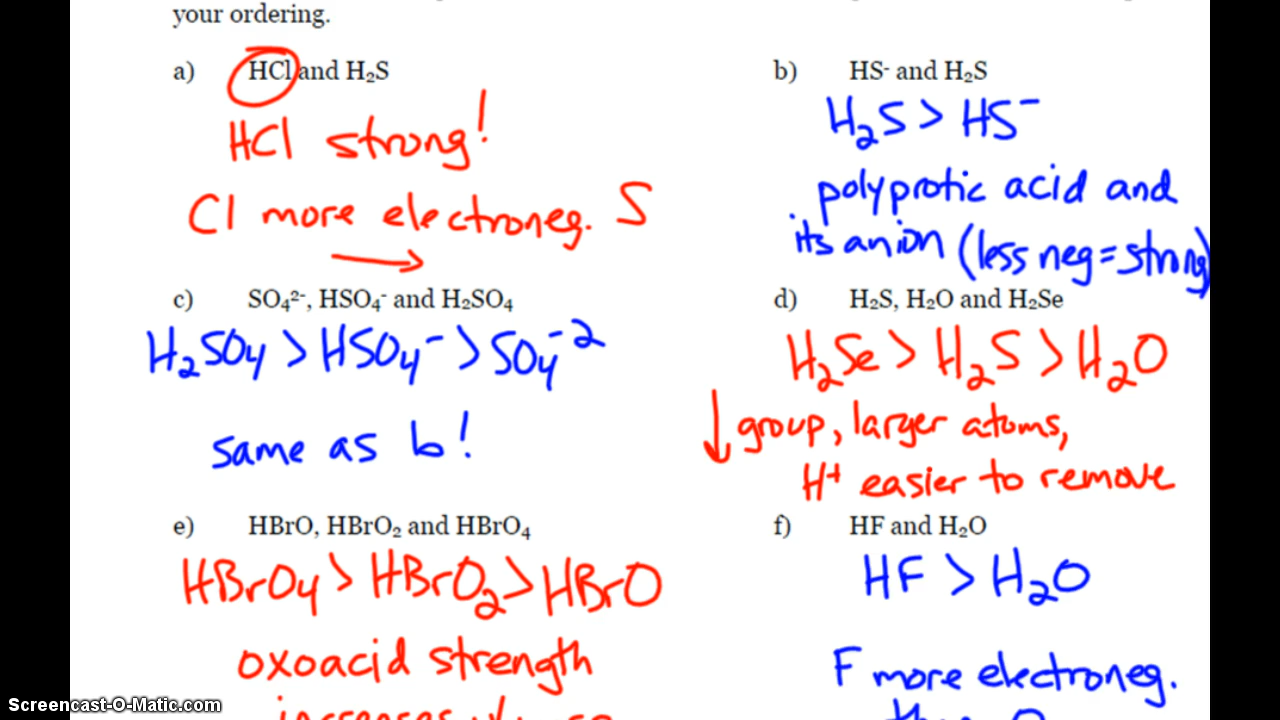 your ordering.
a) HCl and H₂S
HCl strong!
Cl more electroneg. S
b) HS⁻ and H₂S
H₂S > HS⁻
polyprotic acid and
its anion (less neg = strong)
c) SO₄²⁻, HSO₄⁻ and H₂SO₄
H₂SO₄ > HSO₄⁻ > SO₄⁻²
same as b!
d) H₂S, H₂O and H₂Se
H₂Se > H₂S > H₂O
↓ group, larger atoms,
H⁺ easier to remove
e) HBrO, HBrO₂ and HBrO₄
HBrO₄ > HBrO₂ > HBrO
oxoacid strength
increases
f) HF and H₂O
HF > H₂O
F more electroneg.
than O
Screencast-O-Matic.com